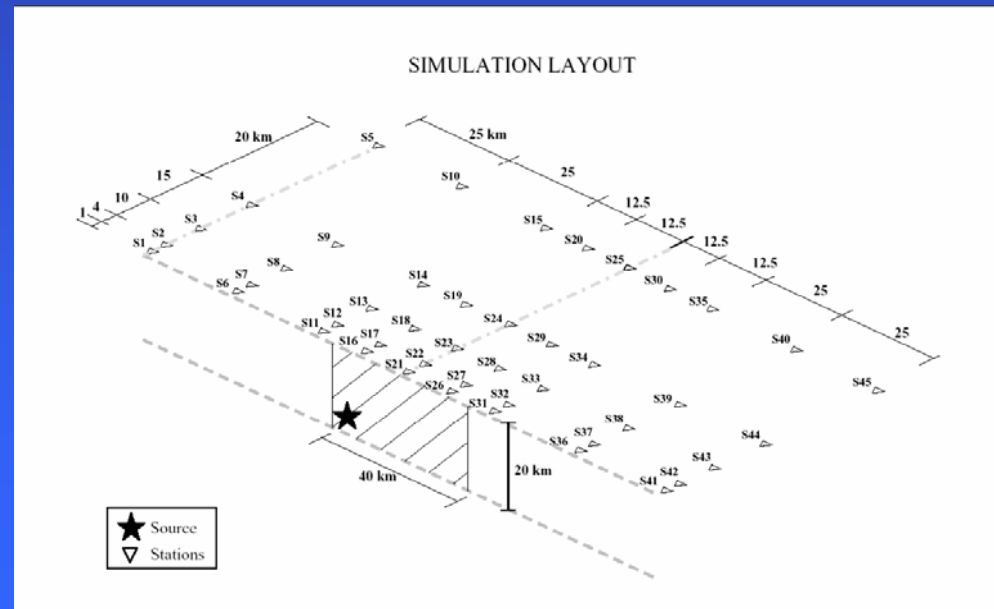 SIMULATION LAYOUT
20 km
S5
25 km
15
25
10
S10
S4
4
1
12.5
S3
S15
12.5
S2
S20
S1
S9
12.5
S25
S8
12.5
S7
S30
S6
S14
25
S13
S19
S35
S12
S24
S11
S18
25
S17
S29
S16
S23
S40
S22
S34
S21
S28
S27
S45
S26
S33
S32
S39
S31
S38
S37
S44
S36
20 km
S43
40 km
S42
S41
Source
Stations